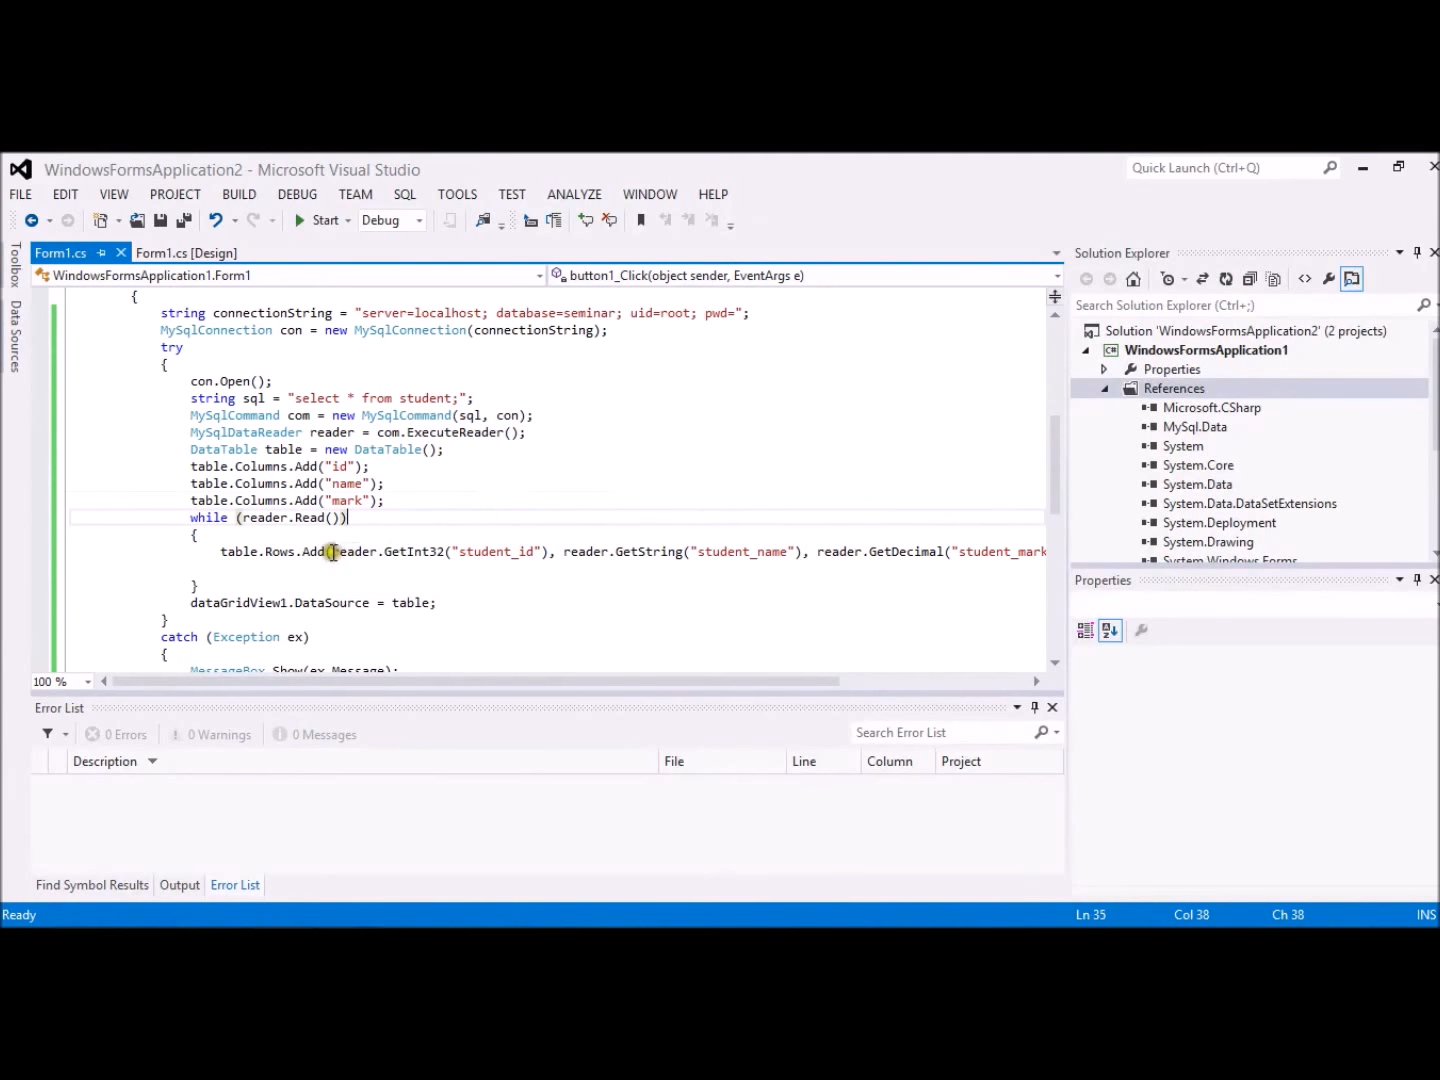 WindowsFormsApplication2 - Microsoft Visual Studio
Quick Launch (Ctrl+Q)
FILE EDIT VIEW PROJECT BUILD DEBUG TEAM SQL TOOLS TEST ANALYZE WINDOW HELP
Start Debug
Toolbox
Data Sources
Form1.cs Form1.cs [Design]
WindowsFormsApplication1.Form1 button1_Click(object sender, EventArgs e)
{
string connectionString = "server=localhost; database=seminar; uid=root; pwd=";
MySqlConnection con = new MySqlConnection(connectionString);
try
{
con.Open();
string sql = "select * from student;";
MySqlCommand com = new MySqlCommand(sql, con);
MySqlDataReader reader = com.ExecuteReader();
DataTable table = new DataTable();
table.Columns.Add("id");
table.Columns.Add("name");
table.Columns.Add("mark");
while (reader.Read())
{
table.Rows.Add(reader.GetInt32("student_id"), reader.GetString("student_name"), reader.GetDecimal("student_mark
}
dataGridView1.DataSource = table;
}
catch (Exception ex)
{
MessageBox.Show(ex.Message);
100 %
Solution Explorer
Search Solution Explorer (Ctrl+;)
Solution 'WindowsFormsApplication2' (2 projects)
WindowsFormsApplication1
Properties
References
Microsoft.CSharp
MySql.Data
System
System.Core
System.Data
System.Data.DataSetExtensions
System.Deployment
System.Drawing
System.Windows.Forms
Properties
Error List
0 Errors 0 Warnings 0 Messages
Search Error List
Description File Line Column Project
Find Symbol Results Output Error List
Ready Ln 35 Col 38 Ch 38 INS